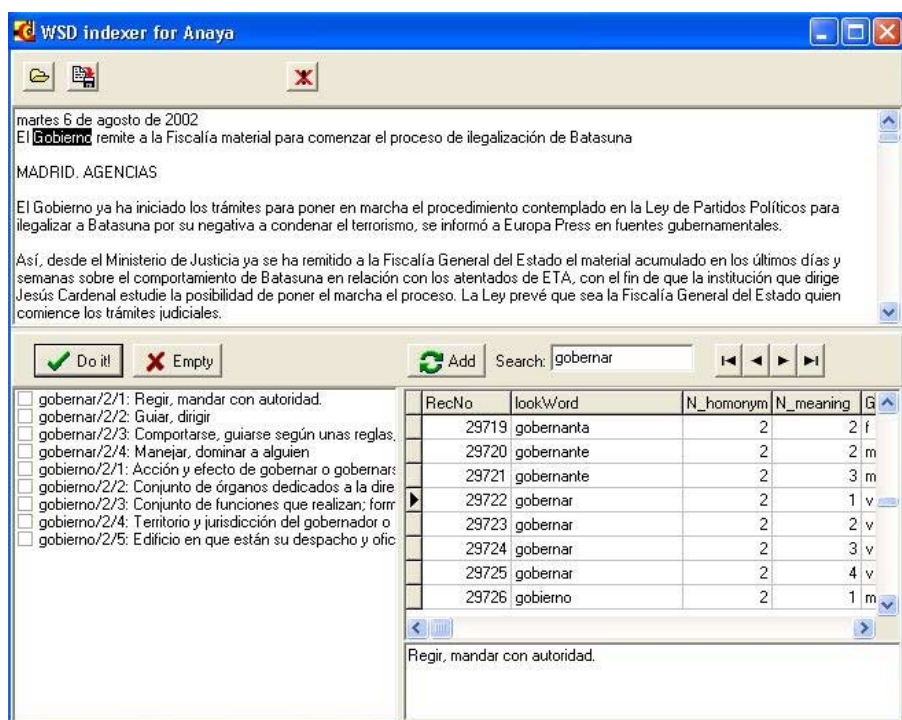 WSD indexer for Anaya
martes 6 de agosto de 2002
El Gobierno remite a la Fiscalía material para comenzar el proceso de ilegalización de Batasuna
MADRID. AGENCIAS
El Gobierno ya ha iniciado los trámites para poner en marcha el procedimiento contemplado en la Ley de Partidos Políticos para
ilegalizar a Batasuna por su negativa a condenar el terrorismo, se informó a Europa Press en fuentes gubernamentales.
Así, desde el Ministerio de Justicia ya se ha remitido a la Fiscalía General del Estado el material acumulado en los últimos días y
semanas sobre el comportamiento de Batasuna en relación con los atentados de ETA, con el fin de que la institución que dirige
Jesús Cardenal estudie la posibilidad de poner el marcha el proceso. La Ley prevé que sea la Fiscalía General del Estado quien
comience los trámites judiciales.
Do it! Empty Add Search: gobernar
gobernar/2/1: Regir, mandar con autoridad.
gobernar/2/2: Guiar, dirigir
gobernar/2/3: Comportarse, guiarse según unas reglas,
gobernar/2/4: Manejar, dominar a alguien
gobierno/2/1: Acción y efecto de gobernar o gobernars
gobierno/2/2: Conjunto de órganos dedicados a la dire
gobierno/2/3: Conjunto de funciones que realizan; form
gobierno/2/4: Territorio y jurisdicción del gobernador o
gobierno/2/5: Edificio en que están su despacho y ofic
RecNo lookWord N_homonym N_meaning G
29719 gobernanta 2 2 f
29720 gobernante 2 2 m
29721 gobernante 2 3 m
29722 gobernar 2 1 v
29723 gobernar 2 2 v
29724 gobernar 2 3 v
29725 gobernar 2 4 v
29726 gobierno 2 1 m
Regir, mandar con autoridad.